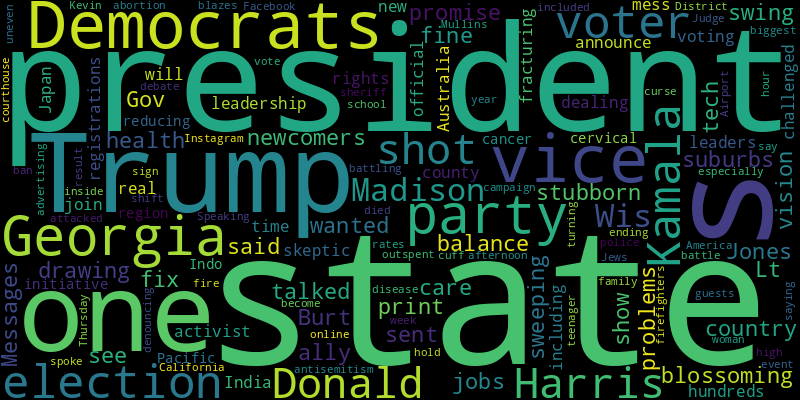 uneven Kevin abortion blazes Facebook new mess District included
Democrats Mullins promise Judge voter swing
president fine announce voting biggest
courthouse Japan will debate vote rights official Australia fracturing tech hour challenged
registrations Gov leadership sheriff school year dealing curse Airport
reducing health Instagram newcomers cancer cervical leaders say
ban advertising result Trump shot vice suburbs
inside sign battling county especially
real shift Madison campaign stubborn Kamala s vision
join attacked region Speaking died wanted party Wis
Georgia time said skeptic balance turning ending police America Jones
Indo rates outspent cuff afternoon Jews battle Lt
Messages drawing fix fire talked disease care sweeping family problems firefighters guests saying
initiative one state become print including show country
Thursday denouncing activist Burt week sent teenager woman
see Pacific ally online hold high event
spoke California antisemitism blossoming
election India Donald jobs Harris hundreds